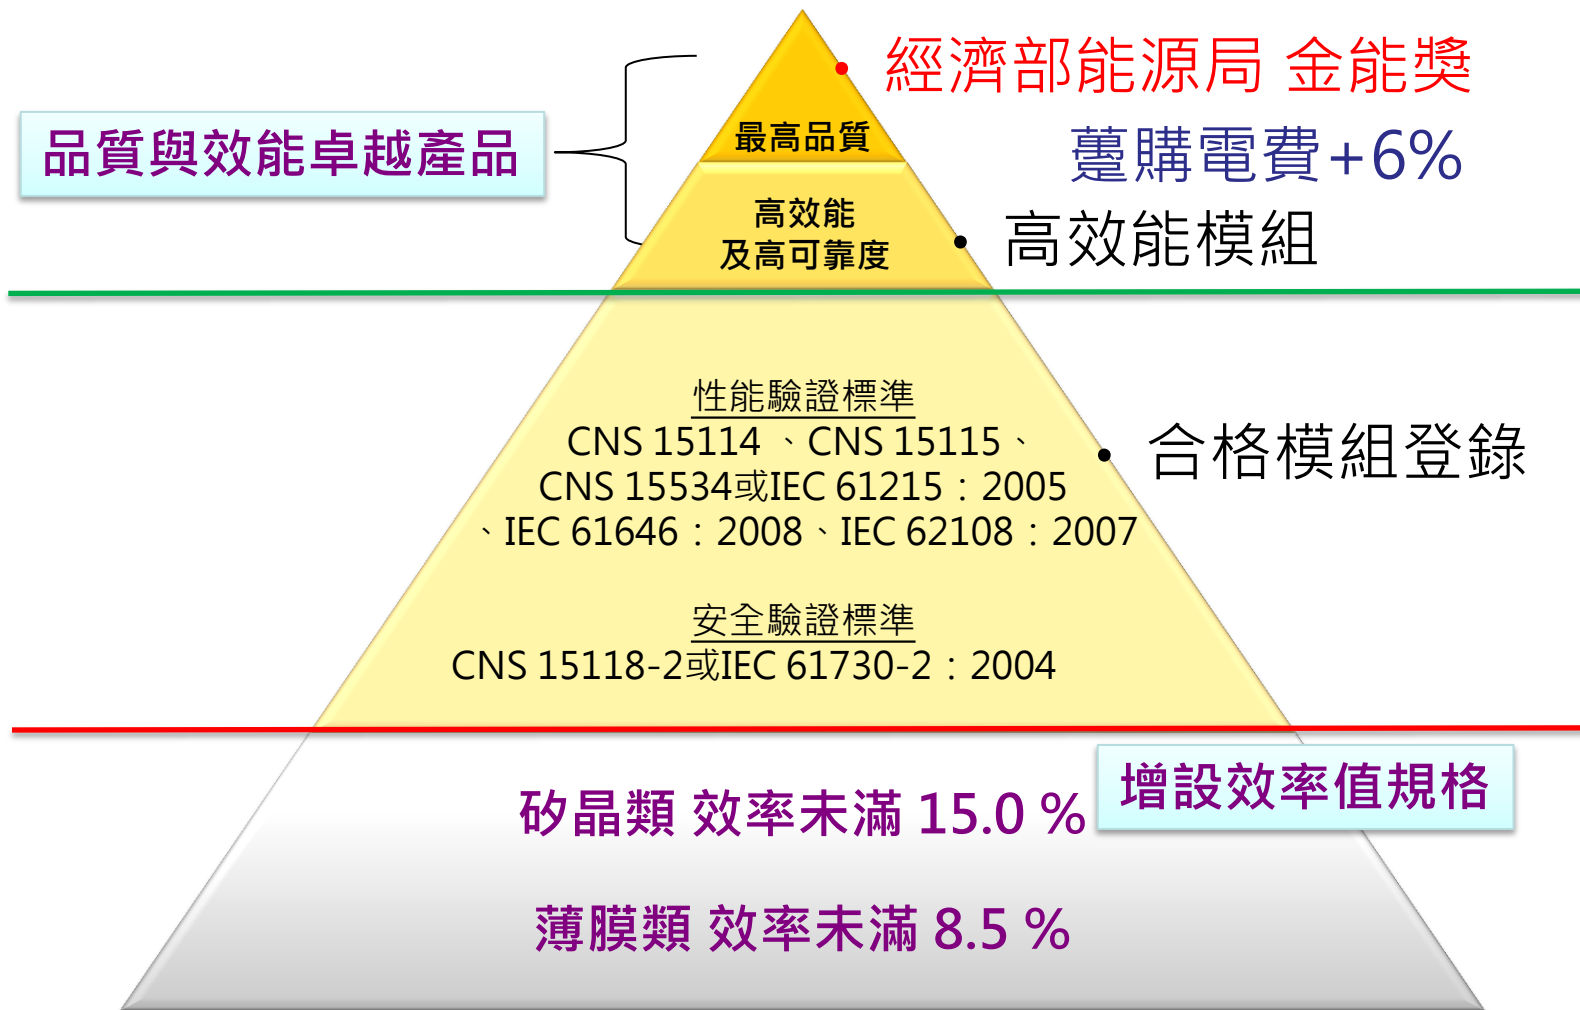 經濟部能源局 金能獎
最高品質
品質與效能卓越產品
躉購電費+6%
高效能
及高可靠度
高效能模組
性能驗證標準
CNS 15114 、CNS 15115、
CNS 15534或IEC 61215：2005
、IEC 61646：2008、IEC 62108：2007
合格模組登錄
安全驗證標準
CNS 15118-2或IEC 61730-2：2004
增設效率值規格
矽晶類 效率未滿 15.0 %
薄膜類 效率未滿 8.5 %